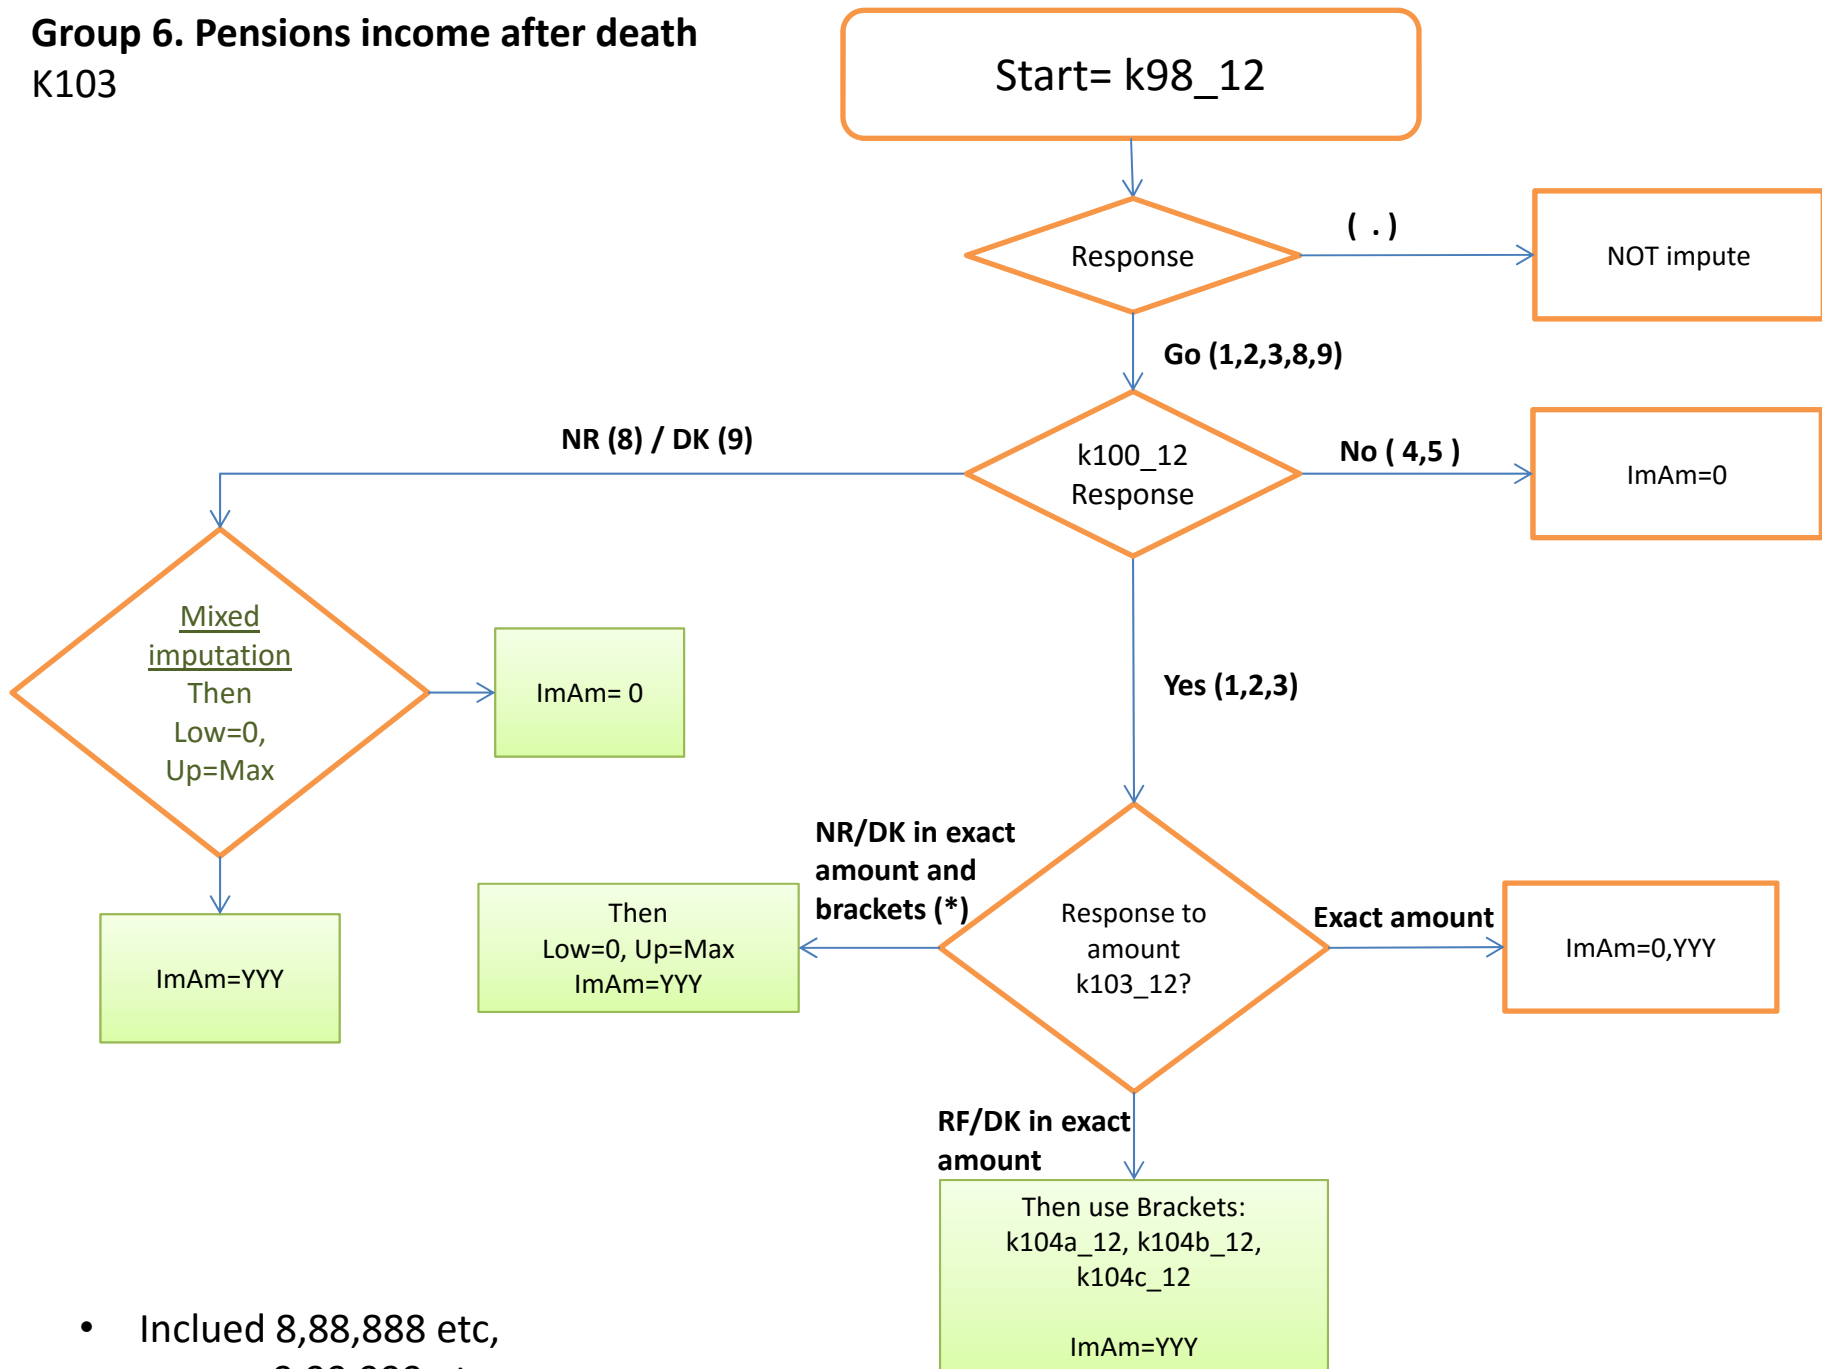 Group 6. Pensions income after death
K103
Start= k98_12
Response
( . )
NOT impute
Go (1,2,3,8,9)
NR (8) / DK (9)
k100_12
Response
No ( 4,5 )
ImAm=0
Mixed
imputation
Then
Low=0,
Up=Max
ImAm= 0
Yes (1,2,3)
ImAm=YYY
NR/DK in exact
amount and
brackets (*)
Then
Low=0, Up=Max
ImAm=YYY
Response to
amount
k103_12?
Exact amount
ImAm=0,YYY
RF/DK in exact
amount
Then use Brackets:
k104a_12, k104b_12,
k104c_12
ImAm=YYY
• Inclued 8,88,888 etc,